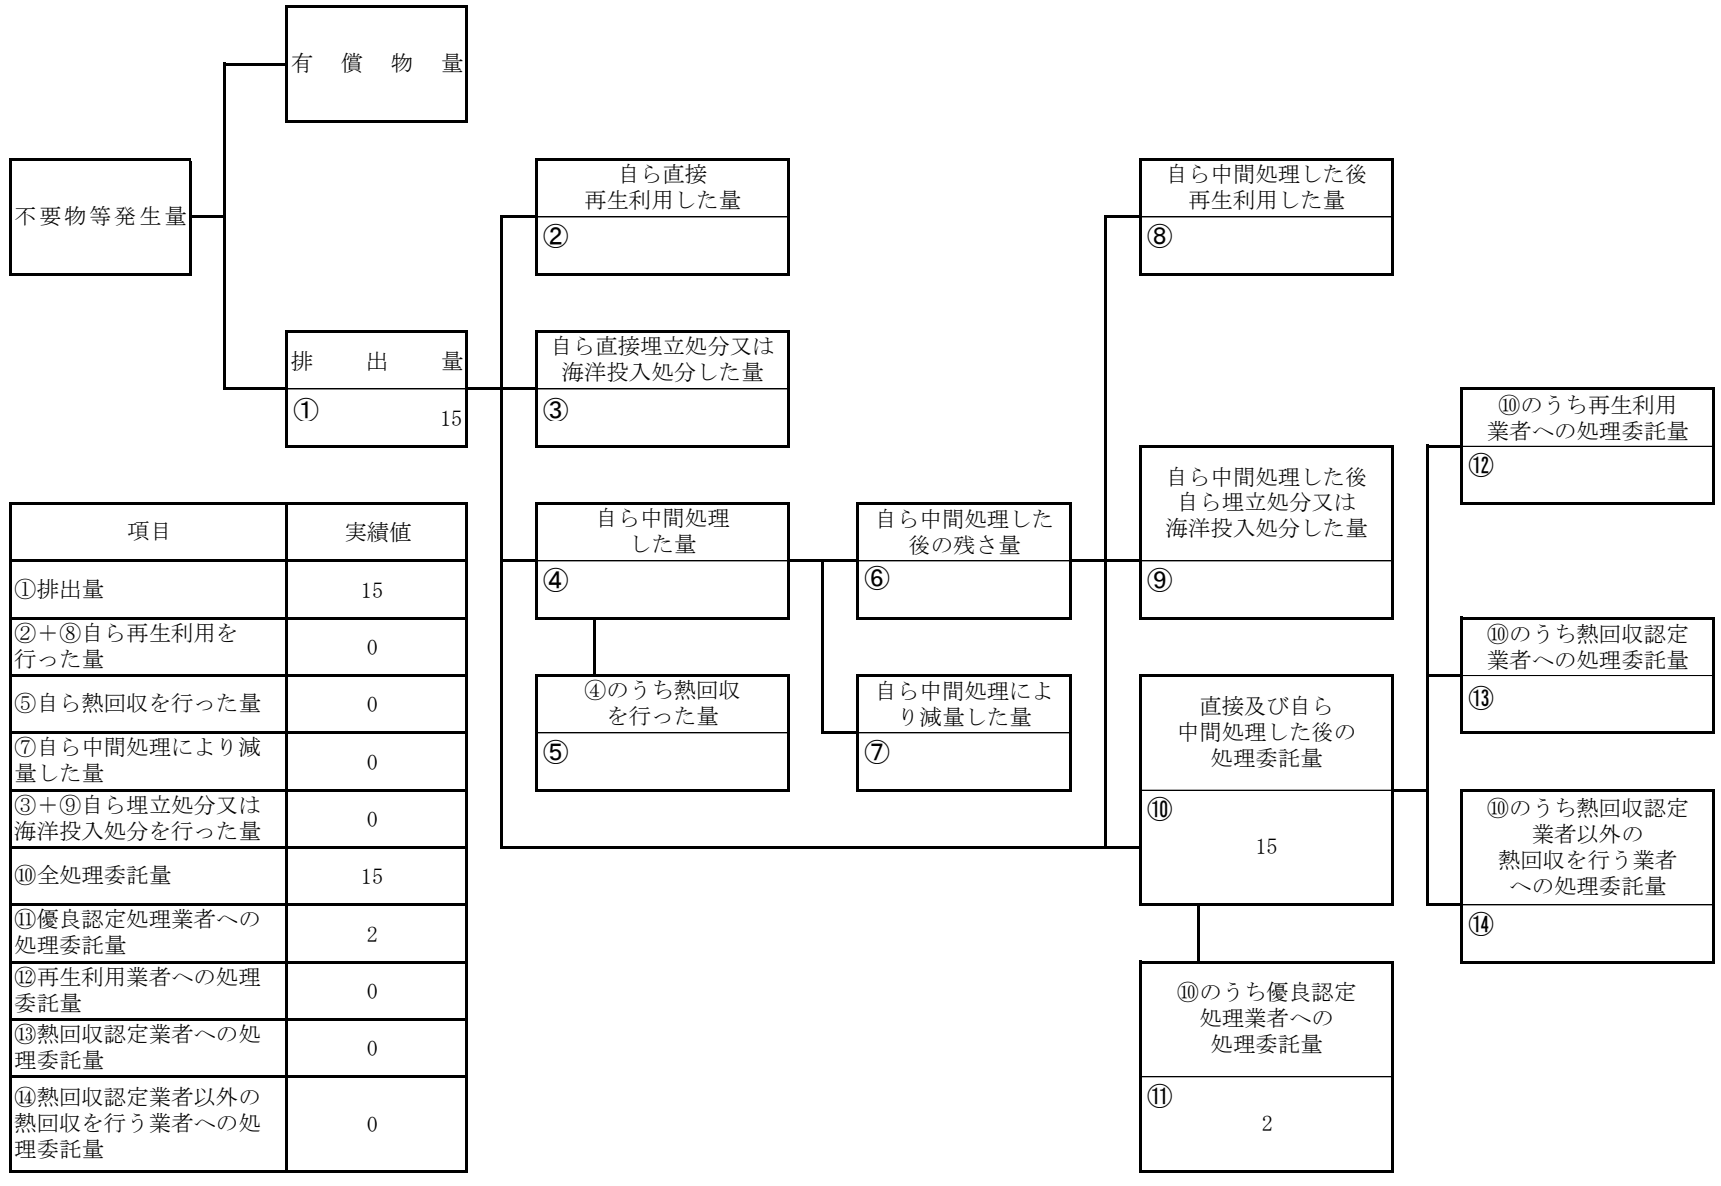 有償物量
不要物等発生量
排出量
①
15
自ら直接
再生利用した量
②
自ら直接埋立処分又は
海洋投入処分した量
③
自ら中間処理
した量
④
④のうち熱回収
を行った量
⑤
自ら中間処理した
後の残さ量
⑥
自ら中間処理によ
り減量した量
⑦
自ら中間処理した後
再生利用した量
⑧
自ら中間処理した後
自ら埋立処分又は
海洋投入処分した量
⑨
直接及び自ら
中間処理した後の
処理委託量
⑩
15
⑩のうち優良認定
処理業者への
処理委託量
⑪
2
⑩のうち再生利用
業者への処理委託量
⑫
⑩のうち熱回収認定
業者への処理委託量
⑬
⑩のうち熱回収認定
業者以外の
熱回収を行う業者
への処理委託量
⑭
項目 実績値
①排出量 15
②＋⑧自ら再生利用を
行った量 0
⑤自ら熱回収を行った量 0
⑦自ら中間処理により減
量した量 0
③＋⑨自ら埋立処分又は
海洋投入処分を行った量 0
⑩全処理委託量 15
⑪優良認定処理業者への
処理委託量 2
⑫再生利用業者への処理
委託量 0
⑬熱回収認定業者への処
理委託量 0
⑭熱回収認定業者以外の
熱回収を行う業者への処 0
理委託量